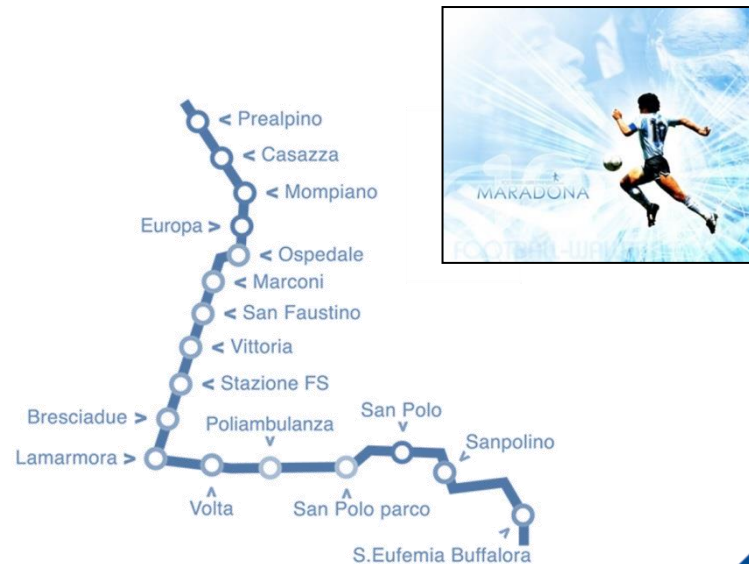 < Prealpino
< Casazza
< Mompiano
Europa >
< Ospedale
< Marconi
< San Faustino
< Vittoria
< Stazione FS
Bresciadue >
Lamarmora >
Volta
Poliambulanza
San Polo parco
San Polo
Sanpolino
S.Eufemia Buffalora
10
MARADONA